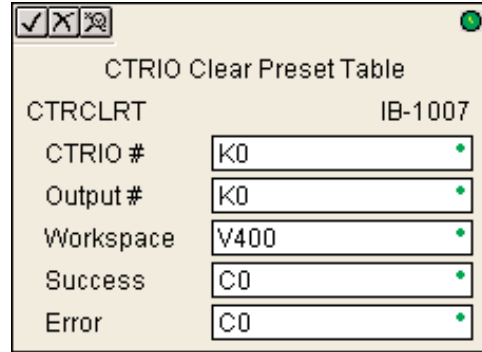 CTRIO Clear Preset Table
CTRCLRT IB-1007
CTRIO # K0
Output # K0
Workspace V400
Success C0
Error C0